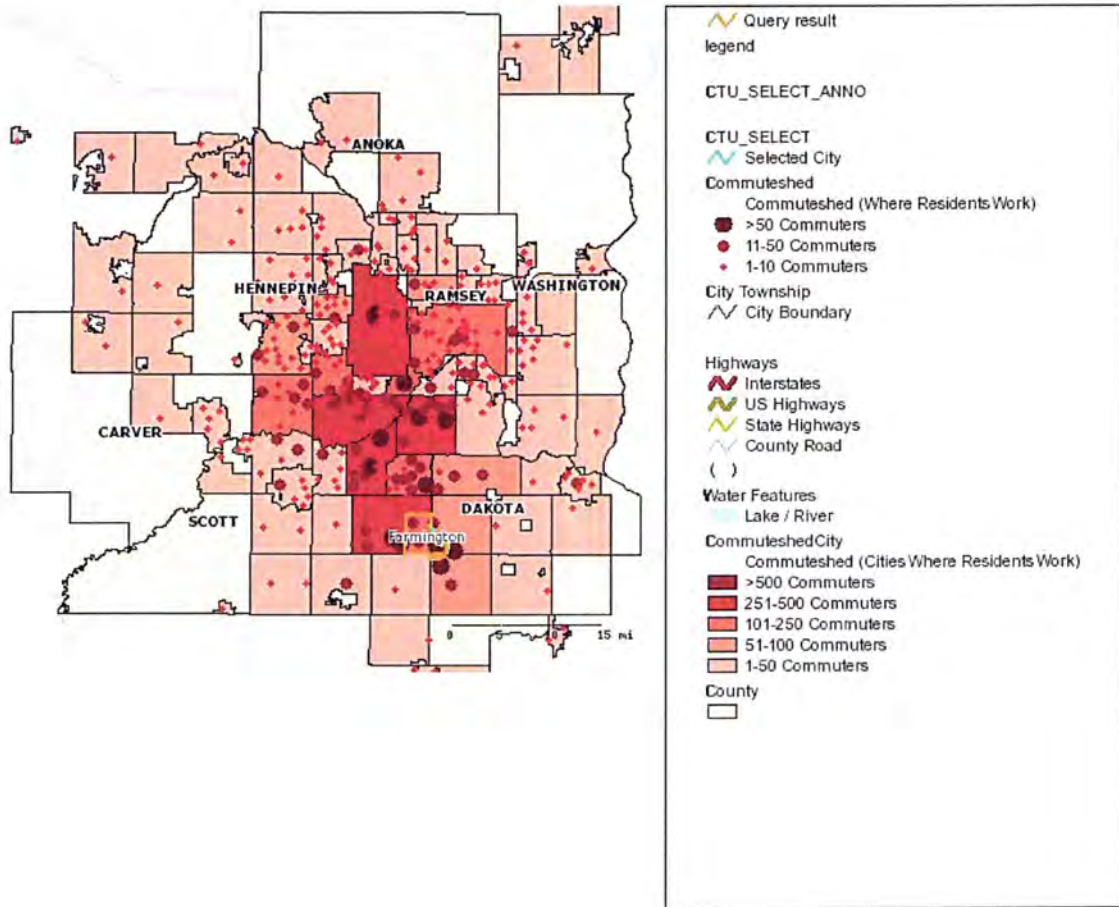 ANOKA
HENNEPIN
RAMSEY
WASHINGTON
CARVER
SCOTT
DAKOTA
Farmington
0 5 10 15 mi
Query result
legend
CTU_SELECT_ANNO
CTU_SELECT
Selected City
Commuteshed
Commuteshed (Where Residents Work)
>50 Commuters
11-50 Commuters
1-10 Commuters
City Township
City Boundary
Highways
Interstates
US Highways
State Highways
County Road
( )
Water Features
Lake / River
CommuteshedCity
Commuteshed (Cities Where Residents Work)
>500 Commuters
251-500 Commuters
101-250 Commuters
51-100 Commuters
1-50 Commuters
County